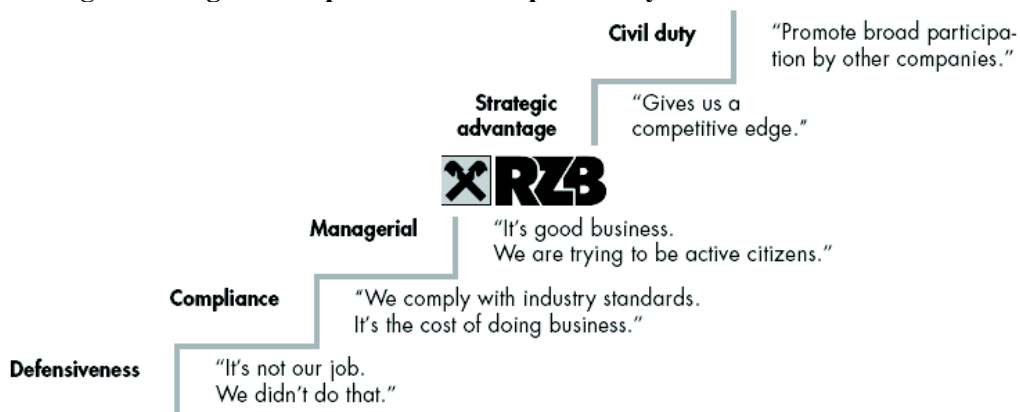 Civil duty
“Promote broad participa-
tion by other companies.”
Strategic
advantage
“Gives us a
competitive edge.”
RZB
Managerial
“It’s good business.
We are trying to be active citizens.”
Compliance
“We comply with industry standards.
It’s the cost of doing business.”
Defensiveness
“It’s not our job.
We didn’t do that.”